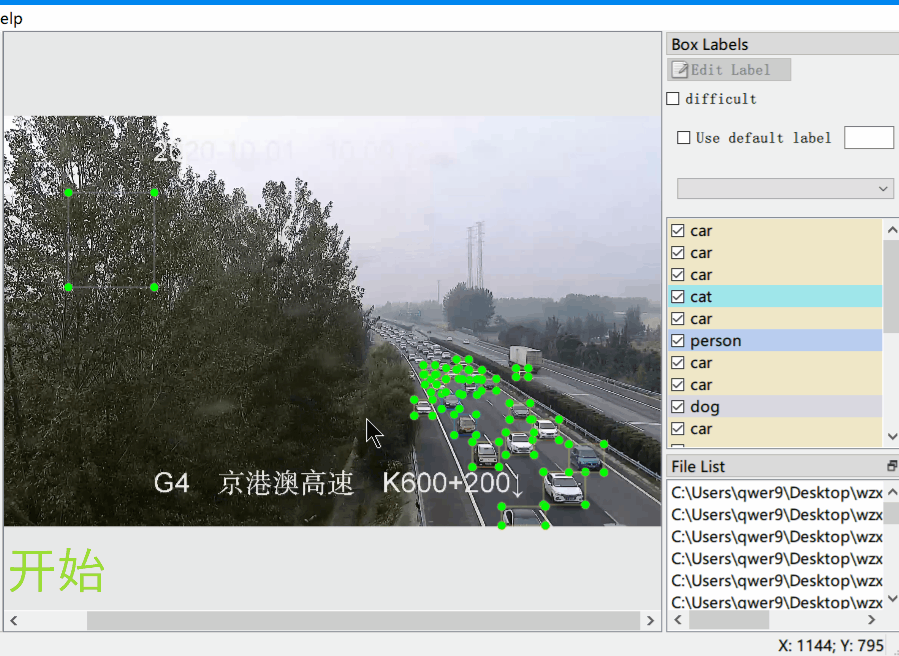 elp
Box Labels
Edit Label
difficult
Use default label
2020-10-01 10:00
car
car
car
cat
car
person
car
car
dog
car
G4 京港澳高速 K600+200↓
File List
C:\Users\qwer9\Desktop\wzx
C:\Users\qwer9\Desktop\wzx
C:\Users\qwer9\Desktop\wzx
C:\Users\qwer9\Desktop\wzx
C:\Users\qwer9\Desktop\wzx
C:\Users\qwer9\Desktop\wzx
开始
X: 1144; Y: 795